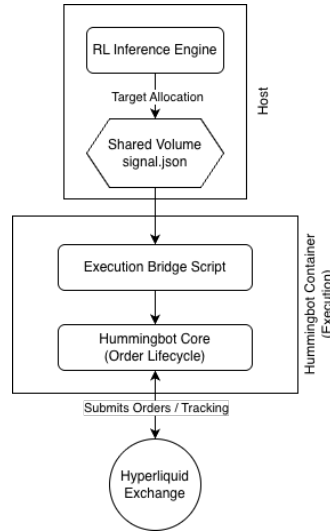 RL Inference Engine
Target Allocation
Host
Shared Volume
signal.json
Execution Bridge Script
Hummingbot Core
(Order Lifecycle)
Hummingbot Container
(Execution)
Submits Orders / Tracking
Hyperliquid
Exchange